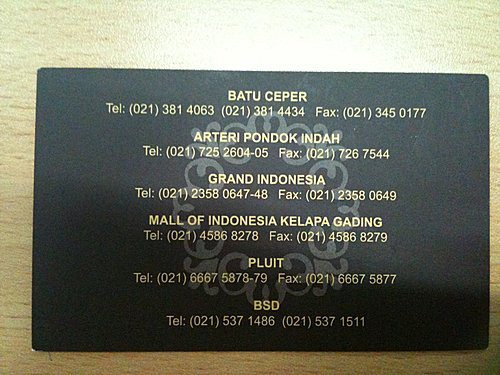 BATU CEPER
Tel: (021) 381 4063  (021) 381 4434   Fax: (021) 345 0177
ARTERI PONDOK INDAH
Tel: (021) 725 2604-05   Fax: (021) 726 7544
GRAND INDONESIA
Tel: (021) 2358 0647-48   Fax: (021) 2358 0649
MALL OF INDONESIA KELAPA GADING
Tel: (021) 4586 8278   Fax: (021) 4586 8279
PLUIT
Tel: (021) 6667 5878-79   Fax: (021) 6667 5877
BSD
Tel: (021) 537 1486  (021) 537 1511